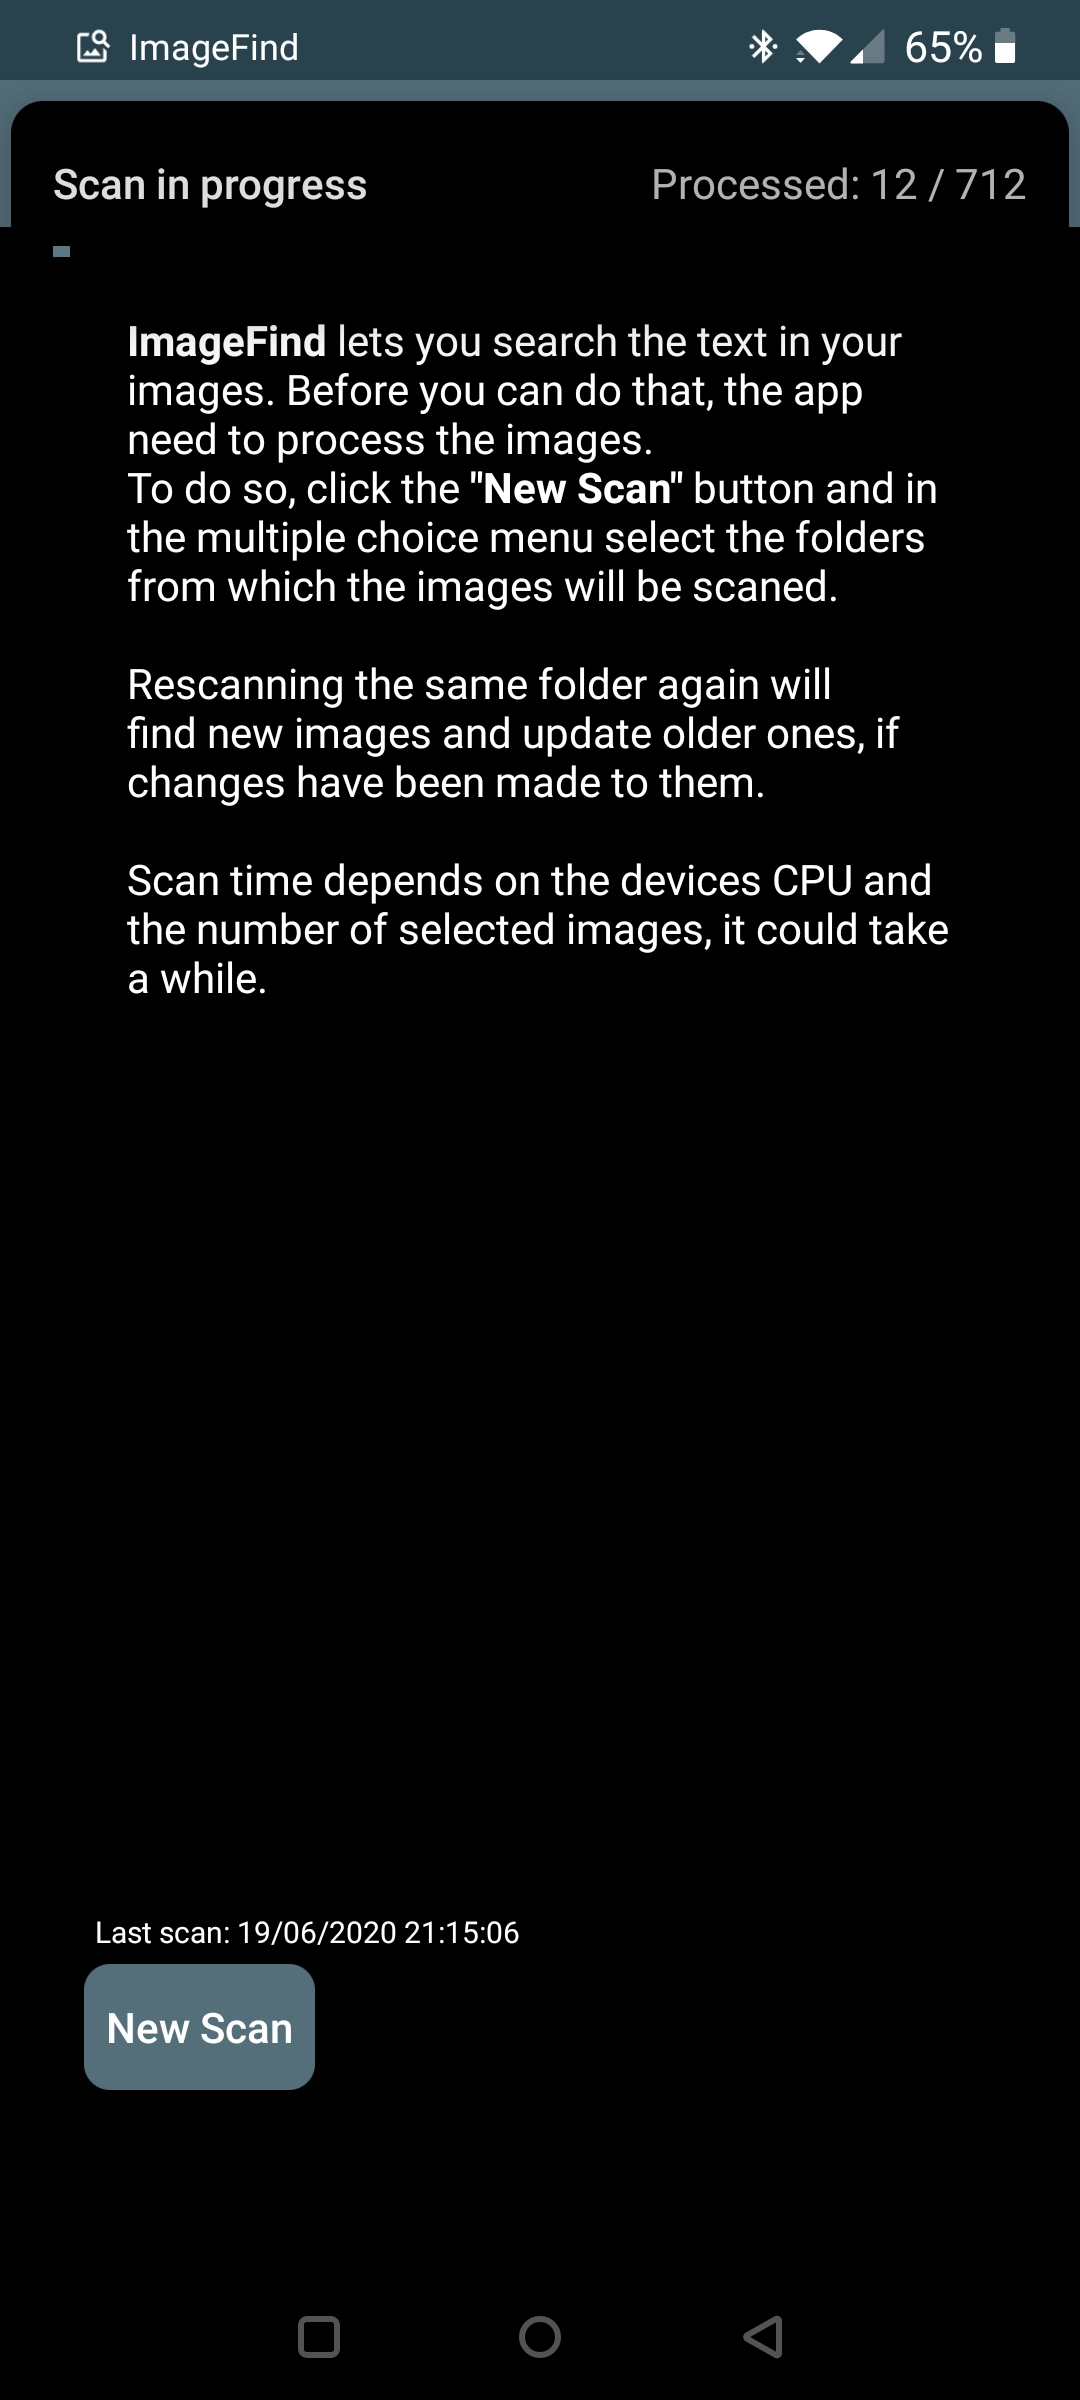 ImageFind 65%
Scan in progress Processed: 12 / 712
ImageFind lets you search the text in your
images. Before you can do that, the app
need to process the images.
To do so, click the "New Scan" button and in
the multiple choice menu select the folders
from which the images will be scaned.
Rescanning the same folder again will
find new images and update older ones, if
changes have been made to them.
Scan time depends on the devices CPU and
the number of selected images, it could take
a while.
Last scan: 19/06/2020 21:15:06
New Scan